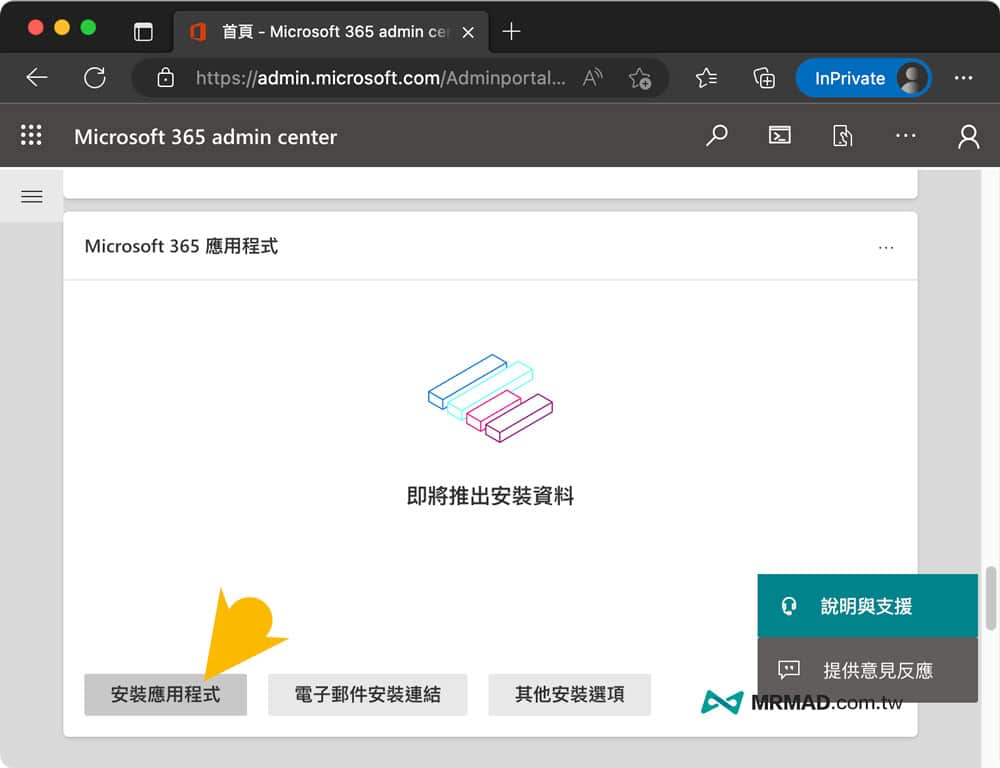 首頁 - Microsoft 365 admin cer
https://admin.microsoft.com/Adminportal...
InPrivate
Microsoft 365 admin center
Microsoft 365 應用程式
即將推出安裝資料
說明與支援
提供意見反應
安裝應用程式
電子郵件安裝連結
其他安裝選項
MRMAD.com.tw